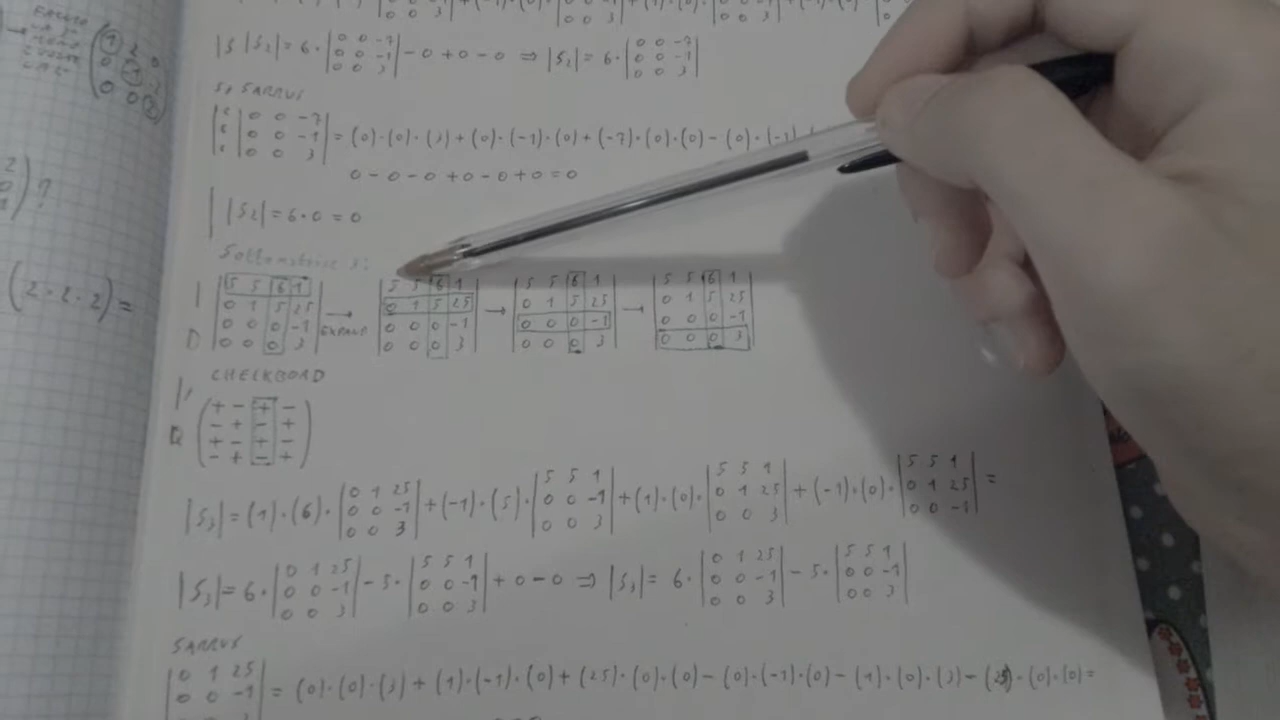 |S₂| = 6 · | 0 0 -7 ; 0 0 -1 ; 0 0 3 | - 0 + 0 - 0 ⇒ |S₂| = 6 · | 0 0 -7 ; 0 0 -1 ; 0 0 3 |
SARRUS
| 0 0 -7 ; 0 0 -1 ; 0 0 3 | = (0)·(0)·(3) + (0)·(-1)·(0) + (-7)·(0)·(0) - (0)·(-1)
0 - 0 - 0 + 0 - 0 + 0 = 0
|S₂| = 6 · 0 = 0
| 5 5 6 1 ; 0 1 5 25 ; 0 0 0 -1 ; 0 0 0 3 | → EXPAND | 5 5 6 1 ; 0 1 5 25 ; 0 0 0 -1 ; 0 0 0 3 | → | 5 5 6 1 ; 0 1 5 25 ; 0 0 0 -1 ; 0 0 0 3 | → | 5 5 6 1 ; 0 1 5 25 ; 0 0 0 -1 ; 0 0 0 3 |
CHECKBOARD
( + - + - ; - + - + ; + - + - ; - + - + )
|S₃| = (1)·(6)· | 0 1 25 ; 0 0 -1 ; 0 0 3 | + (-1)·(5)· | 5 5 1 ; 0 0 -1 ; 0 0 3 | + (1)·(0)· | 5 5 1 ; 0 1 25 ; 0 0 3 | + (-1)·(0)· | 5 5 1 ; 0 1 25 ; 0 0 -1 | =
|S₃| = 6 · | 0 1 25 ; 0 0 -1 ; 0 0 3 | - 5 · | 5 5 1 ; 0 0 -1 ; 0 0 3 | + 0 - 0 ⇒ |S₃| = 6 · | 0 1 25 ; 0 0 -1 ; 0 0 3 | - 5 · | 5 5 1 ; 0 0 -1 ; 0 0 3 |
SARRUS
| 0 1 25 ; 0 0 -1 ; 3 | = (0)·(0)·(3) + (1)·(-1)·(0) + (25)·(0)·(0) - (0)·(-1)·(0) - (1)·(0)·(3) - (25)·(0)·(0) =
(2 · 2 · 2) =